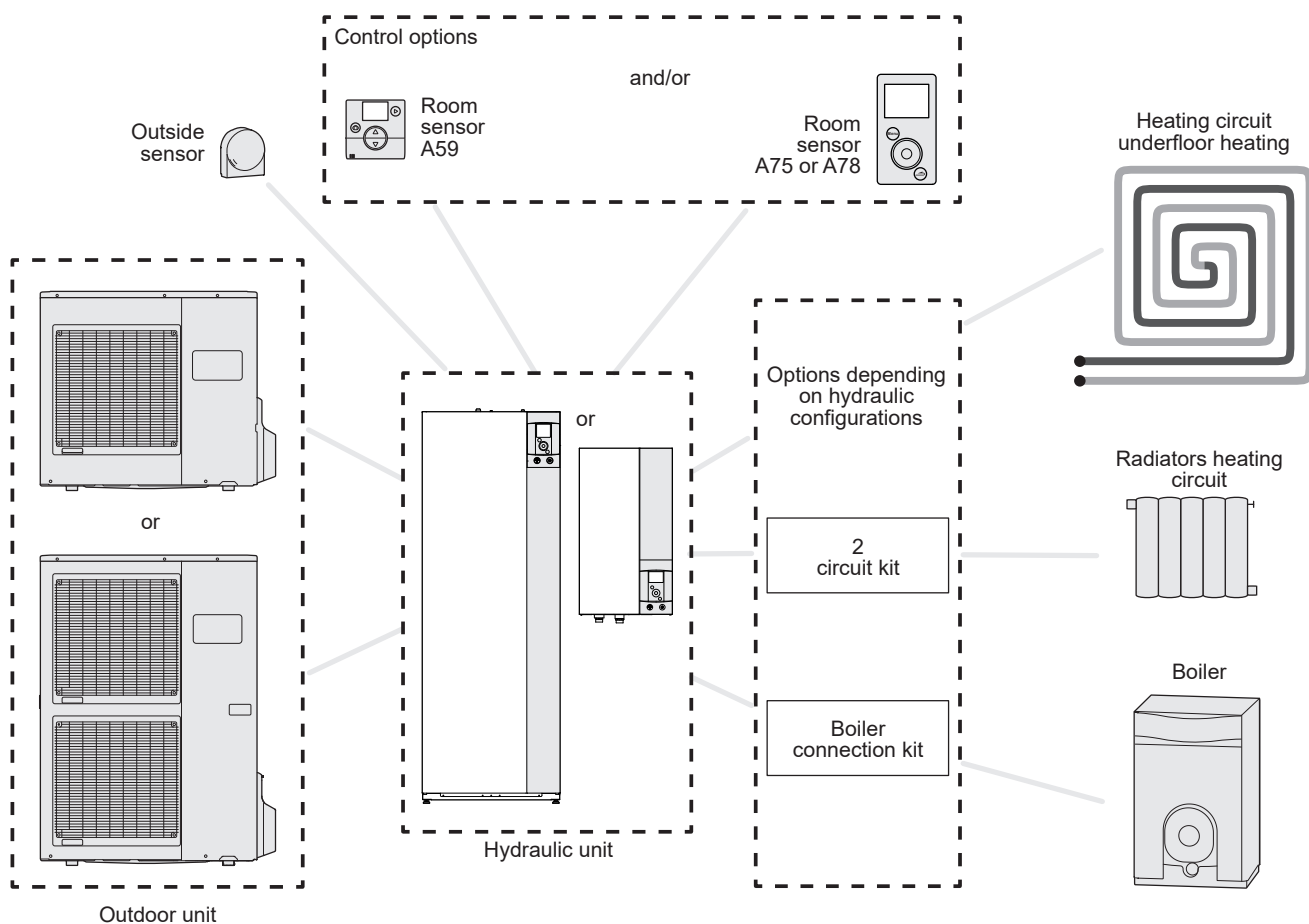 Control options
and/or
Room
sensor
A59
Room
sensor
A75 or A78
Outside
sensor
Heating circuit
underfloor heating
or
Outdoor unit
or
Hydraulic unit
Options depending
on hydraulic
configurations
2
circuit kit
Boiler
connection kit
Radiators heating
circuit
Boiler